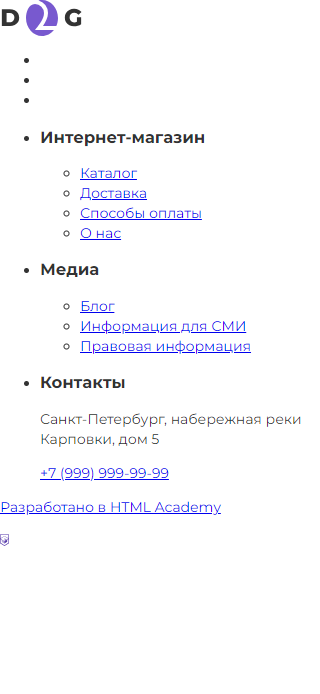 D 2 G
Интернет-магазин
Каталог
Доставка
Способы оплаты
О нас
Медиа
Блог
Информация для СМИ
Правовая информация
Контакты
Санкт-Петербург, набережная реки
Карповки, дом 5
+7 (999) 999-99-99
Разработано в HTML Academy